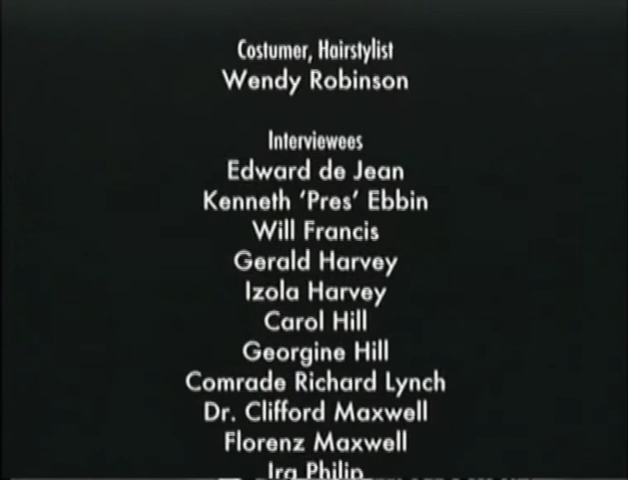 Costumer, Hairstylist
Wendy Robinson
Interviewees
Edward de Jean
Kenneth 'Pres' Ebbin
Will Francis
Gerald Harvey
Izola Harvey
Carol Hill
Georgine Hill
Comrade Richard Lynch
Dr. Clifford Maxwell
Florenz Maxwell
Ira Philip